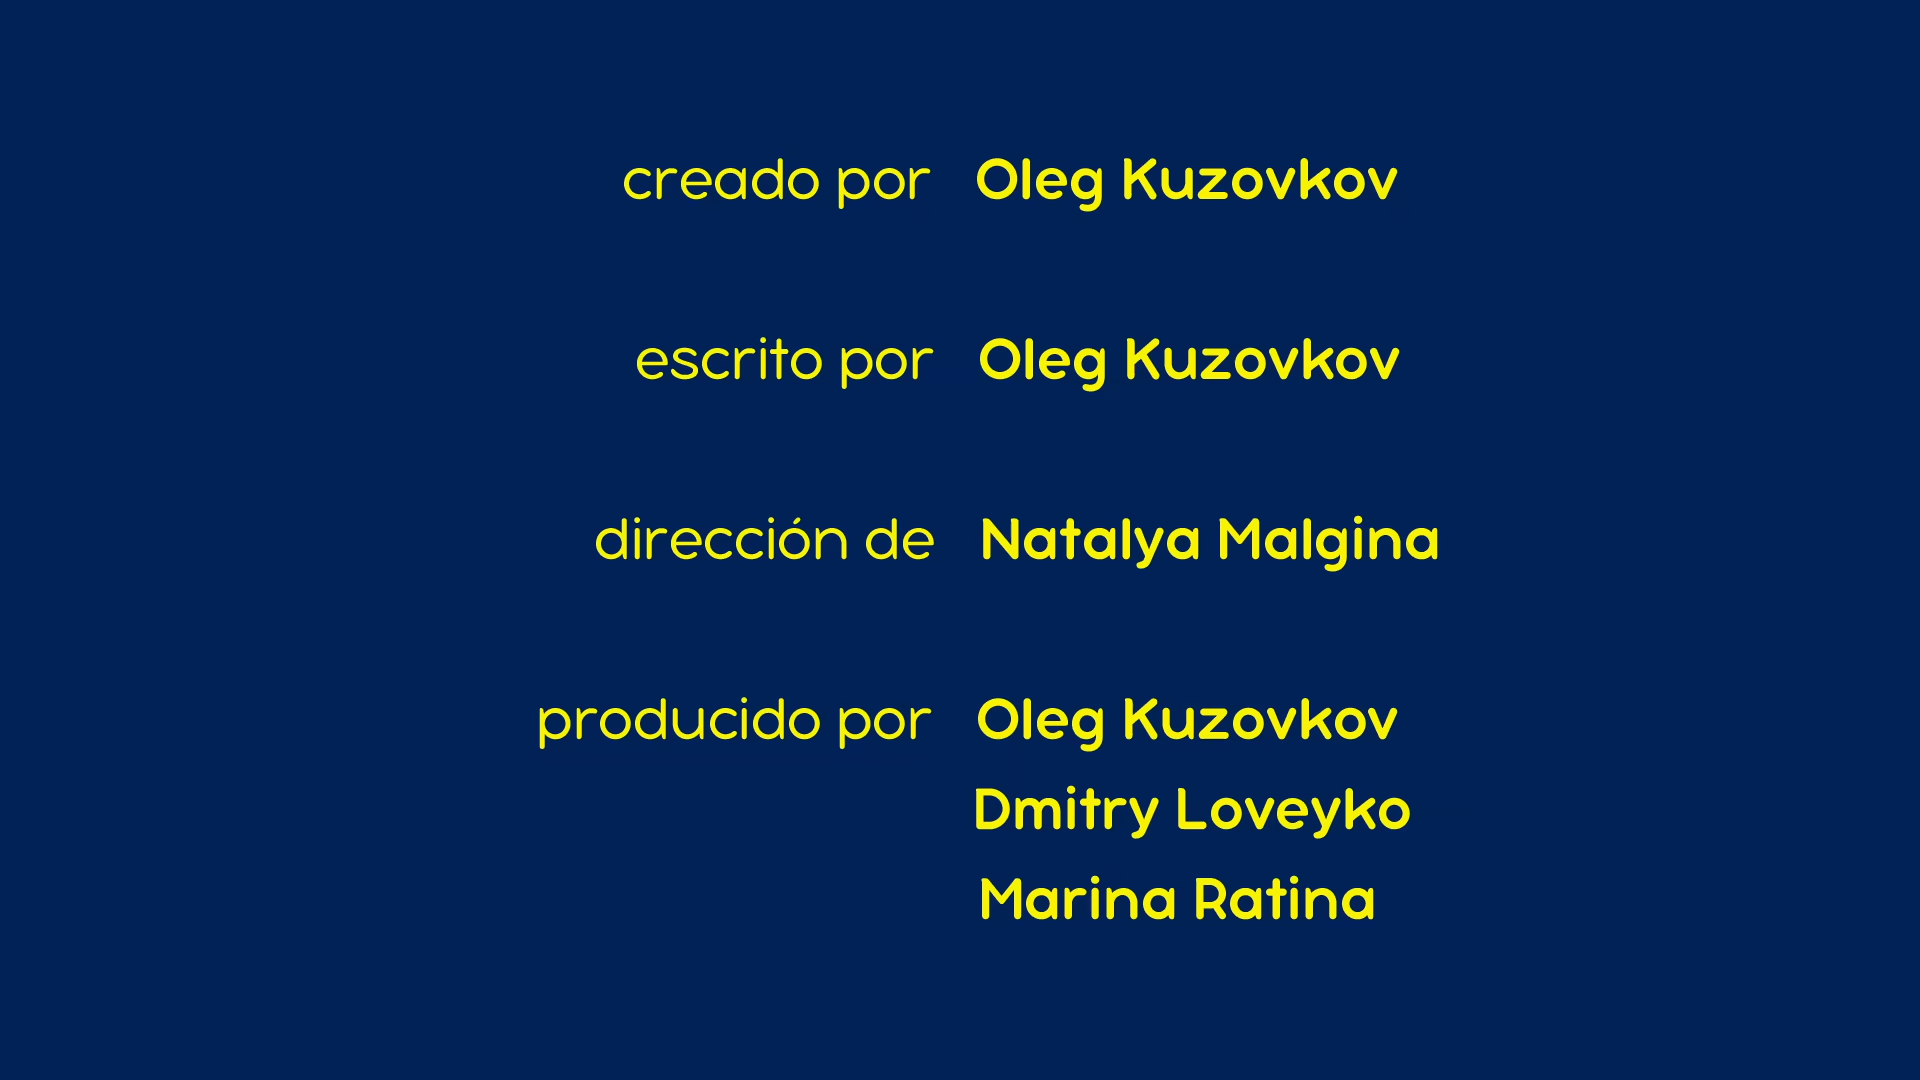 creado por Oleg Kuzovkov
escrito por Oleg Kuzovkov
dirección de Natalya Malgina
producido por Oleg Kuzovkov
Dmitry Loveyko
Marina Ratina